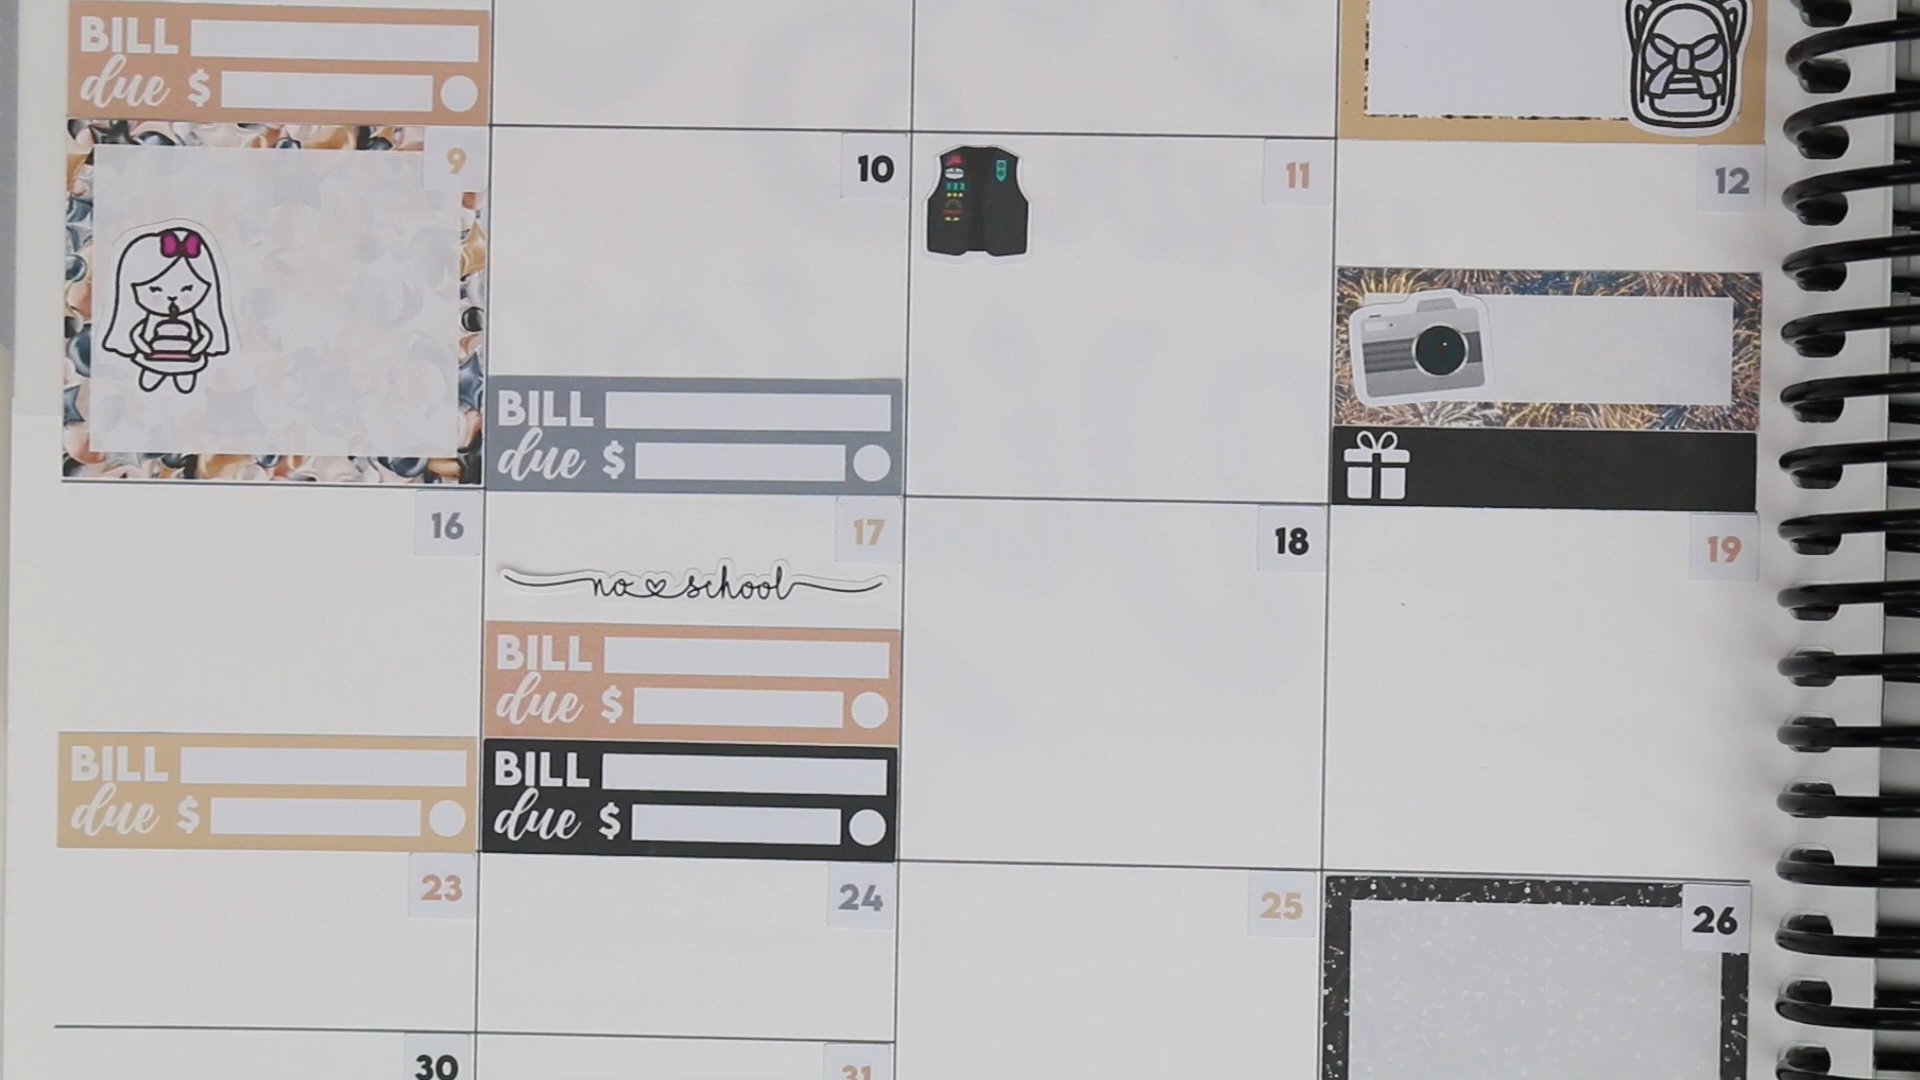 BILL
due $
9
10
11
12
BILL
due $
16
17
18
19
no school
BILL
due $
BILL
due $
BILL
due $
23
24
25
26
30
31